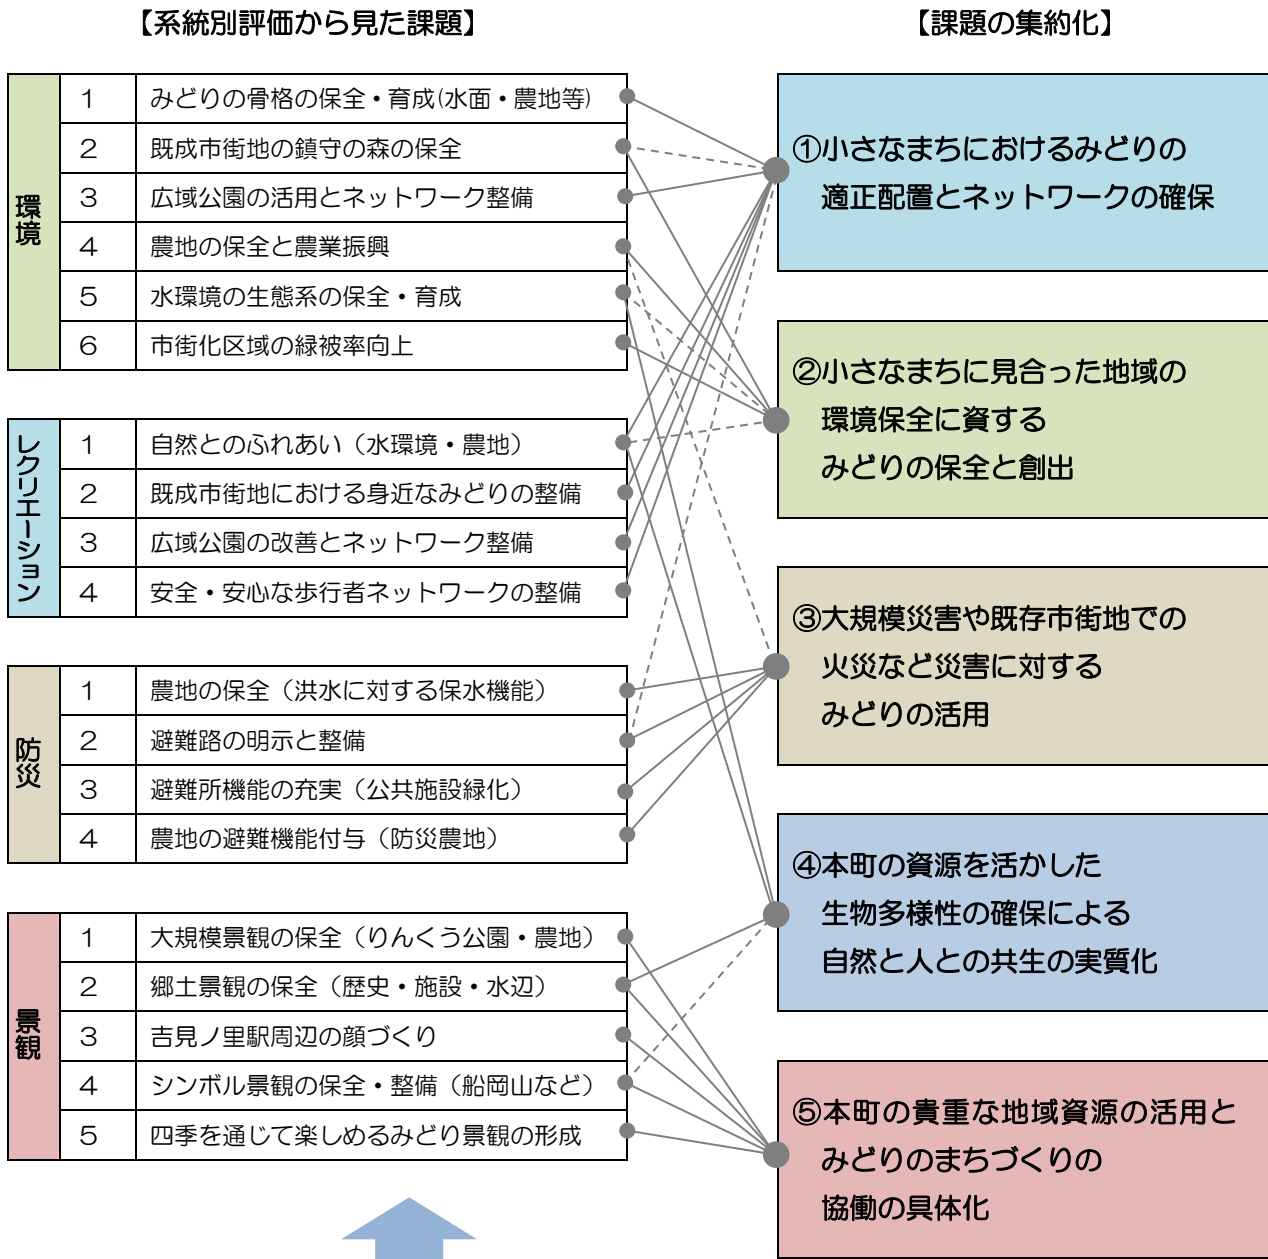 【系統別評価から見た課題】
環境
1 みどりの骨格の保全・育成(水面・農地等)
2 既成市街地の鎮守の森の保全
3 広域公園の活用とネットワーク整備
4 農地の保全と農業振興
5 水環境の生態系の保全・育成
6 市街化区域の緑被率向上
レクリエーション
1 自然とのふれあい（水環境・農地）
2 既成市街地における身近なみどりの整備
3 広域公園の改善とネットワーク整備
4 安全・安心な歩行者ネットワークの整備
防災
1 農地の保全（洪水に対する保水機能）
2 避難路の明示と整備
3 避難所機能の充実（公共施設緑化）
4 農地の避難機能付与（防災農地）
景観
1 大規模景観の保全（りんくう公園・農地）
2 郷土景観の保全（歴史・施設・水辺）
3 吉見ノ里駅周辺の顔づくり
4 シンボル景観の保全・整備（船岡山など）
5 四季を通じて楽しめるみどり景観の形成
【課題の集約化】
①小さなまちにおけるみどりの
適正配置とネットワークの確保
②小さなまちに見合った地域の
環境保全に資する
みどりの保全と創出
③大規模災害や既存市街地での
火災など災害に対する
みどりの活用
④本町の資源を活かした
生物多様性の確保による
自然と人との共生の実質化
⑤本町の貴重な地域資源の活用と
みどりのまちづくりの
協働の具体化